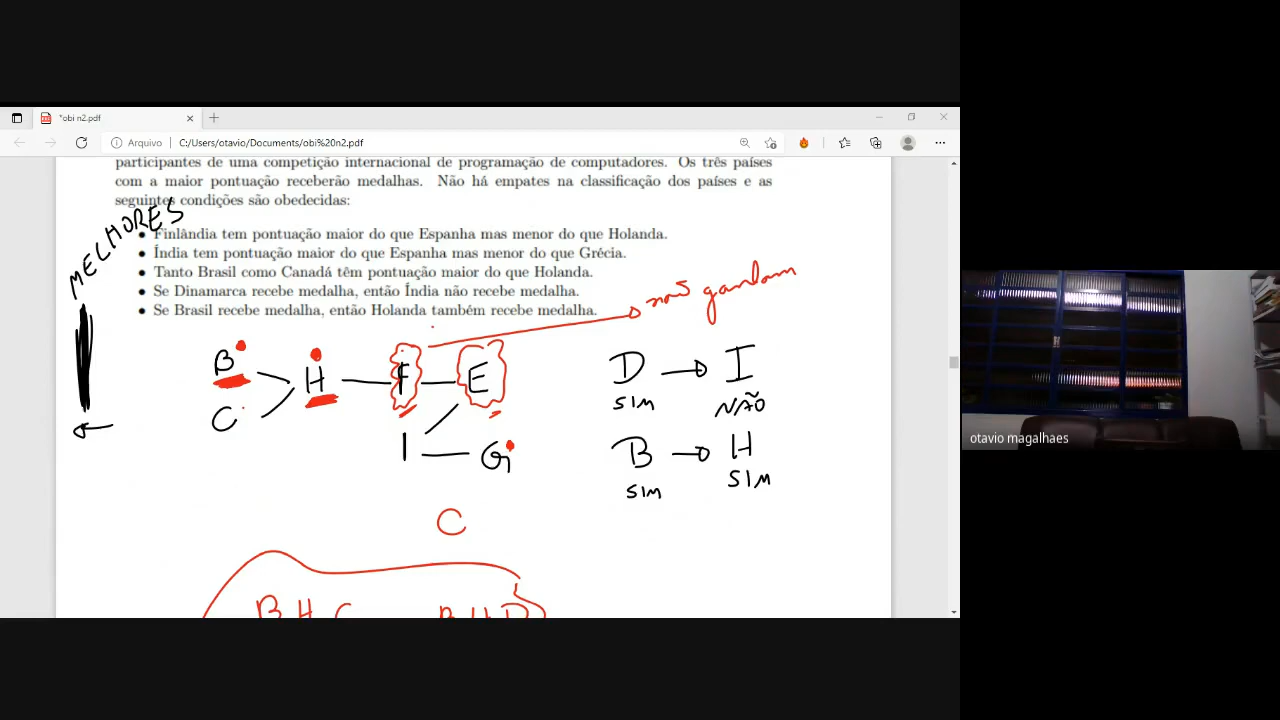 *obi n2.pdf
Arquivo C:/Users/otavio/Documents/obi%20n2.pdf
participantes de uma competição internacional de programação de computadores. Os três países
com a maior pontuação receberão medalhas. Não há empates na classificação dos países e as
seguintes condições são obedecidas:
MELHORES
• Finlândia tem pontuação maior do que Espanha mas menor do que Holanda.
• Índia tem pontuação maior do que Espanha mas menor do que Grécia.
• Tanto Brasil como Canadá têm pontuação maior do que Holanda.
• Se Dinamarca recebe medalha, então Índia não recebe medalha.
• Se Brasil recebe medalha, então Holanda também recebe medalha.
não ganham
B H F E D → I
C SIM NÃO
I G B → H
SIM SIM
C
B H C B H D
otavio magalhaes